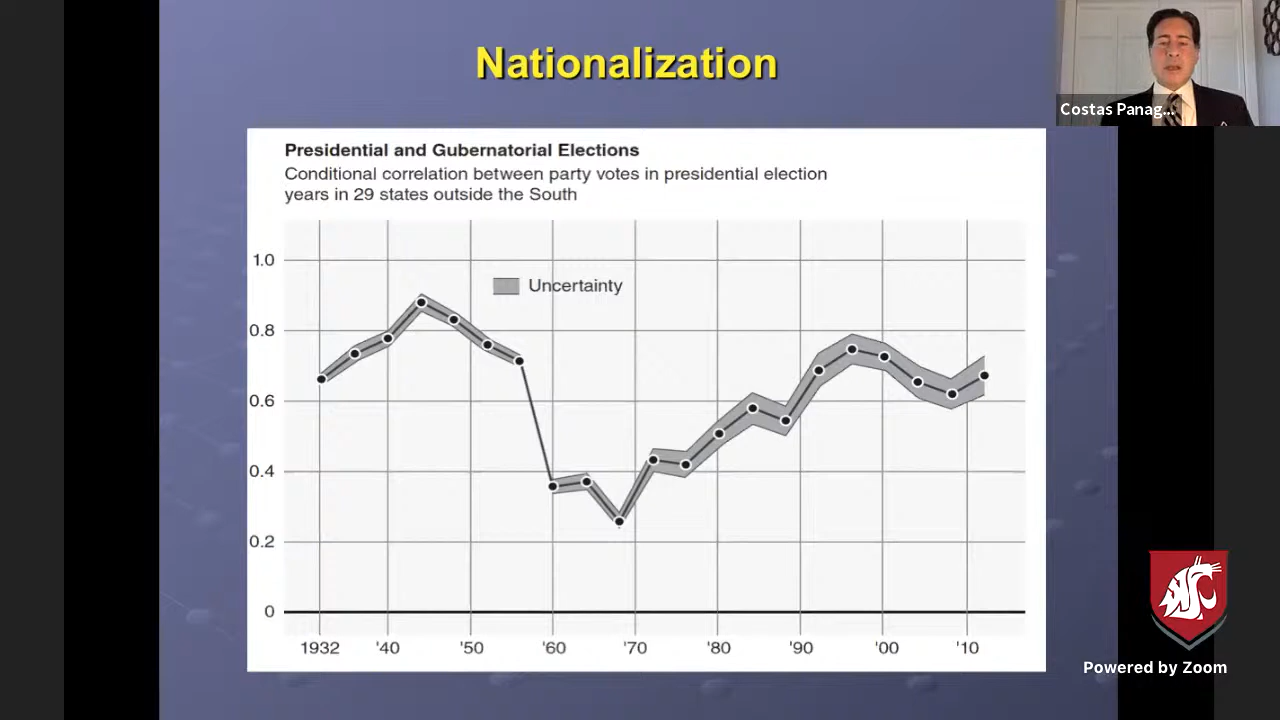 Nationalization
Costas Panag...
Presidential and Gubernatorial Elections
Conditional correlation between party votes in presidential election
years in 29 states outside the South
1.0
Uncertainty
0.8
0.6
0.4
0.2
0
1932 '40 '50 '60 '70 '80 '90 '00 '10
Powered by Zoom